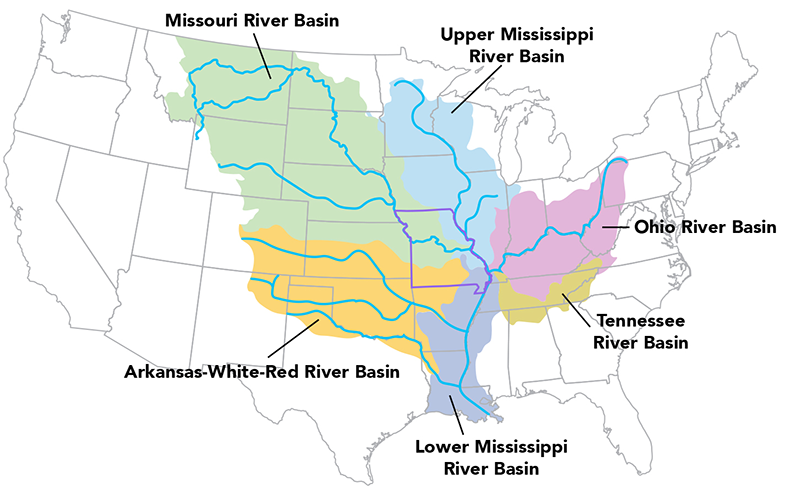 Missouri River Basin
Upper Mississippi
River Basin
Ohio River Basin
Tennessee
River Basin
Arkansas-White-Red River Basin
Lower Mississippi
River Basin